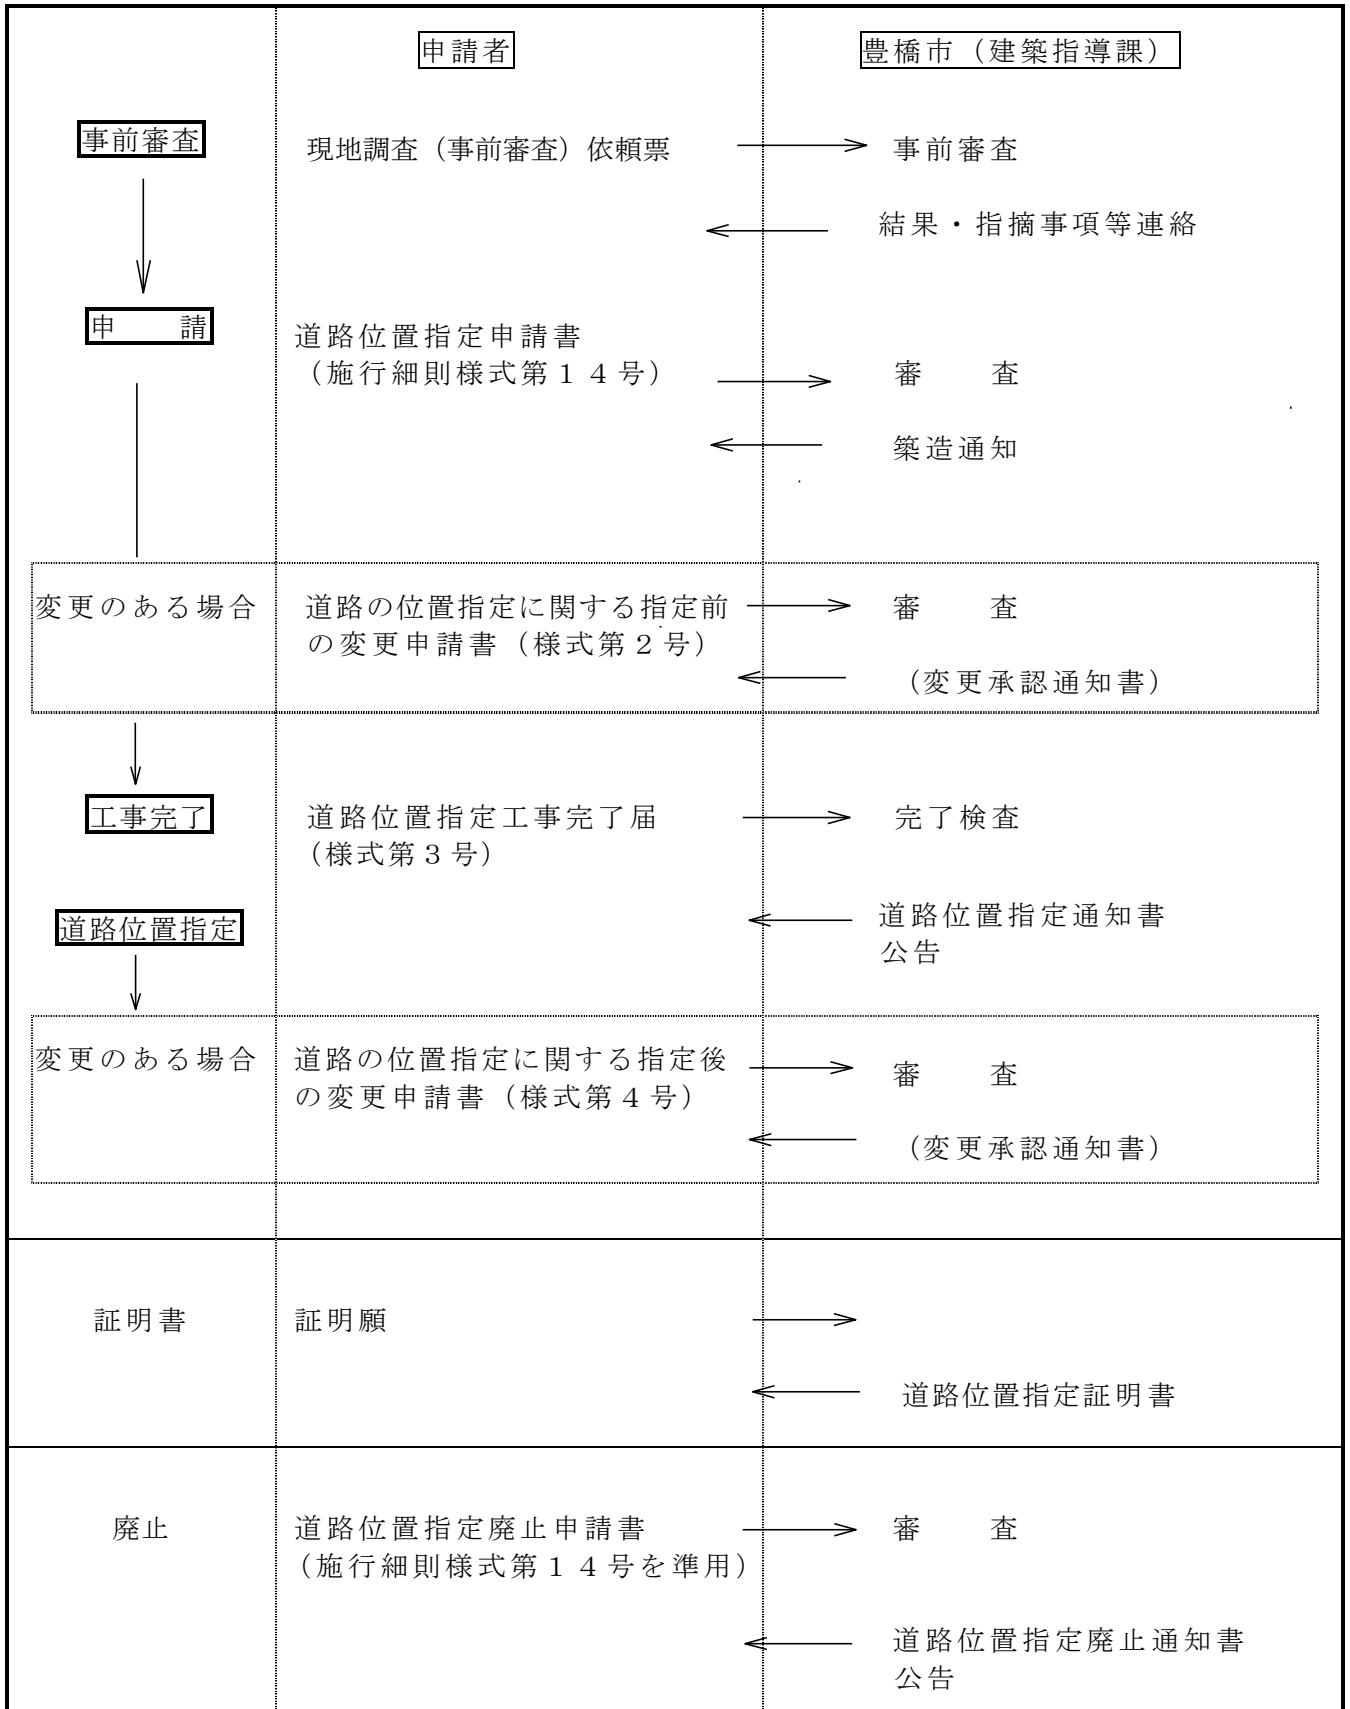 申請者
豊橋市（建築指導課）
事前審査
現地調査（事前審査）依頼票
事前審査
結果・指摘事項等連絡
申　　請
道路位置指定申請書
（施行細則様式第１４号）
審　　査
築造通知
変更のある場合
道路の位置指定に関する指定前
の変更申請書（様式第２号）
審　　査
（変更承認通知書）
工事完了
道路位置指定工事完了届
（様式第３号）
完了検査
道路位置指定
道路位置指定通知書
公告
変更のある場合
道路の位置指定に関する指定後
の変更申請書（様式第４号）
審　　査
（変更承認通知書）
証明書
証明願
道路位置指定証明書
廃止
道路位置指定廃止申請書
（施行細則様式第１４号を準用）
審　　査
道路位置指定廃止通知書
公告